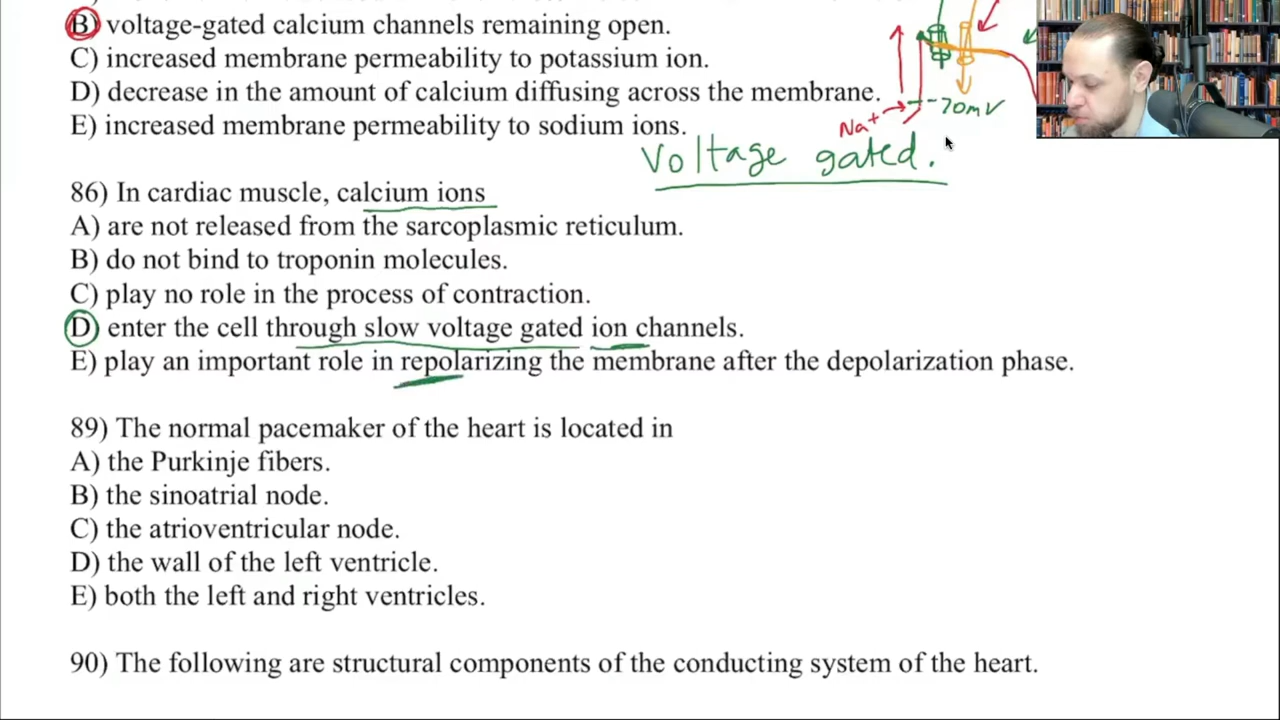 B) voltage-gated calcium channels remaining open.
C) increased membrane permeability to potassium ion.
D) decrease in the amount of calcium diffusing across the membrane.
E) increased membrane permeability to sodium ions.
-70mV
Na+
Voltage gated.
86) In cardiac muscle, calcium ions
A) are not released from the sarcoplasmic reticulum.
B) do not bind to troponin molecules.
C) play no role in the process of contraction.
D) enter the cell through slow voltage gated ion channels.
E) play an important role in repolarizing the membrane after the depolarization phase.
89) The normal pacemaker of the heart is located in
A) the Purkinje fibers.
B) the sinoatrial node.
C) the atrioventricular node.
D) the wall of the left ventricle.
E) both the left and right ventricles.
90) The following are structural components of the conducting system of the heart.